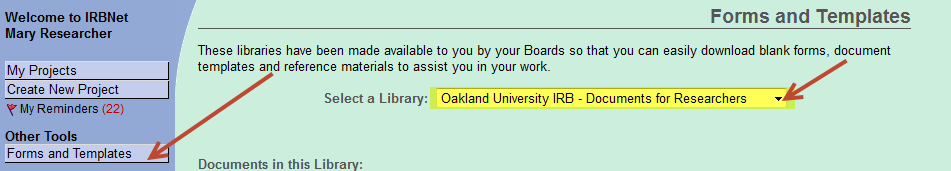 Welcome to IRBNet
Mary Researcher
My Projects
Create New Project
My Reminders (22)
Other Tools
Forms and Templates
Forms and Templates
These libraries have been made available to you by your Boards so that you can easily download blank forms, document
templates and reference materials to assist you in your work.
Select a Library: Oakland University IRB - Documents for Researchers
Documents in this Library: